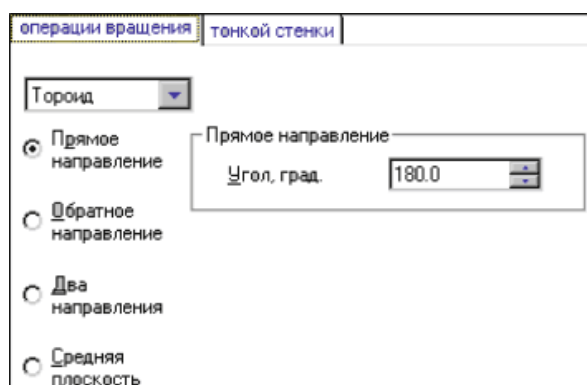 операции вращения
тонкой стенки
Тороид
Прямое
направление
Прямое направление
Угол, град.
180.0
Обратное
направление
Два
направления
Средняя
плоскость